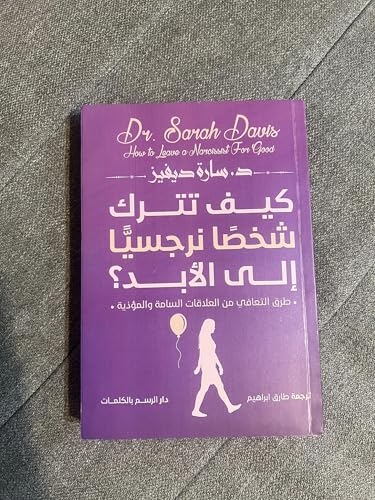 Dr. Sarah Davis
How to Leave a Narcissist For Good
د. سارة ديفيز
كيف تترك
شخصًا نرجسيًّا
إلى الأبد؟
• طرق التعافي من العلاقات السامة والمؤذية •
ترجمة طارق ابراهيم
دار الرسم بالكلمات